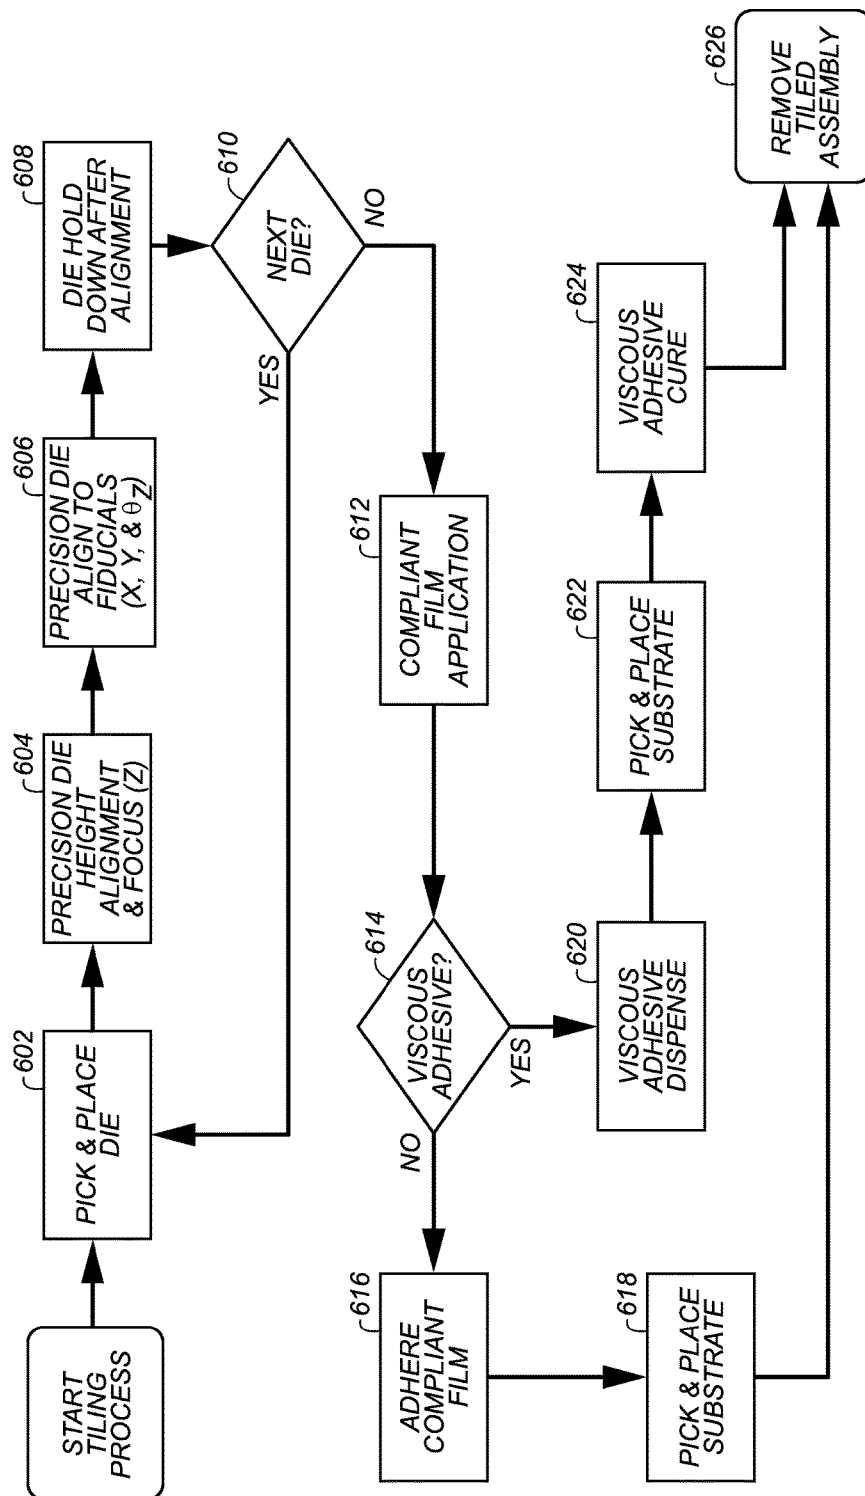 START
TILING
PROCESS
602
PICK & PLACE
DIE
604
PRECISION DIE
HEIGHT
ALIGNMENT
& FOCUS (Z)
606
PRECISION DIE
ALIGN TO
FIDUCIALS
(X, Y, & θZ)
608
DIE HOLD
DOWN AFTER
ALIGNMENT
610
NEXT
DIE?
YES
NO
612
COMPLIANT
FILM
APPLICATION
614
VISCOUS
ADHESIVE?
NO
YES
616
ADHERE
COMPLIANT
FILM
618
PICK & PLACE
SUBSTRATE
620
VISCOUS
ADHESIVE
DISPENSE
622
PICK & PLACE
SUBSTRATE
624
VISCOUS
ADHESIVE
CURE
626
REMOVE
TILED
ASSEMBLY